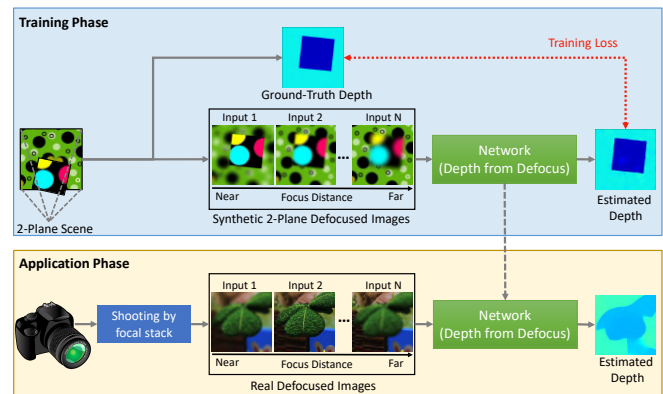 Training Phase
Training Loss
Ground-Truth Depth
Input 1 Input 2 Input N
...
Network
(Depth from Defocus)
Near Focus Distance Far
2-Plane Scene
Synthetic 2-Plane Defocused Images
Estimated
Depth
Application Phase
Input 1 Input 2 Input N
Shooting by
focal stack
...
Network
(Depth from Defocus)
Near Focus Distance Far
Real Defocused Images
Estimated
Depth